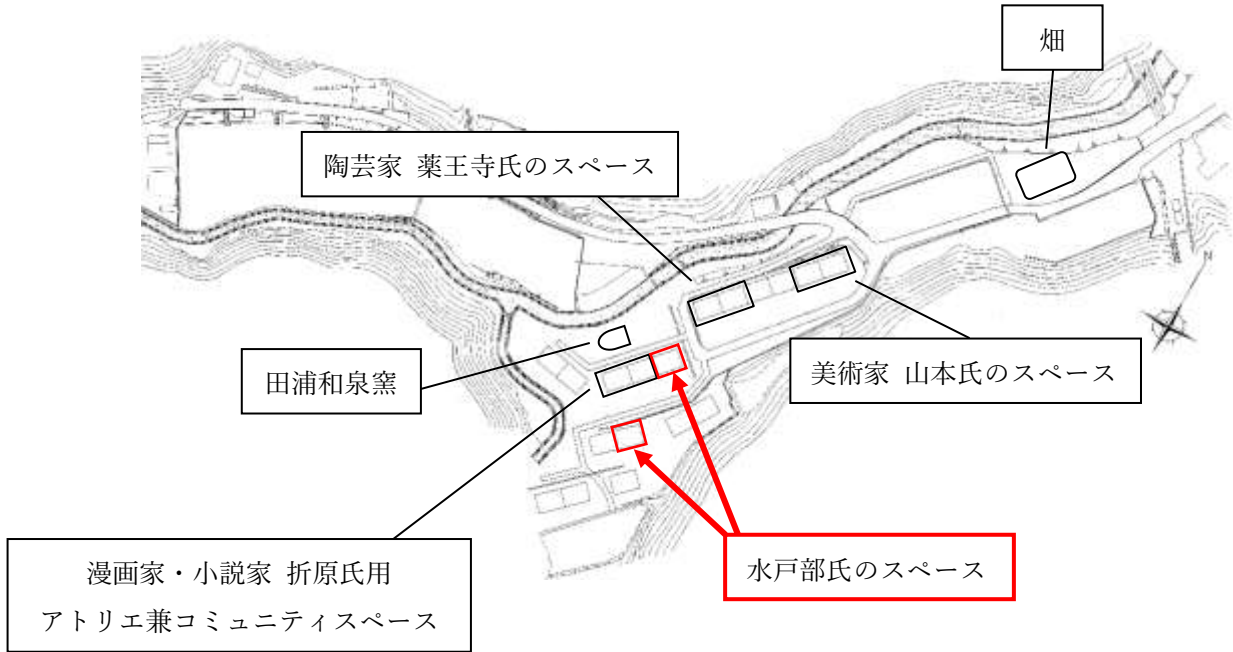 畑
陶芸家 薬王寺氏のスペース
N
田浦和泉窯
美術家 山本氏のスペース
漫画家・小説家 折原氏用
アトリエ兼コミュニティスペース
水戸部氏のスペース